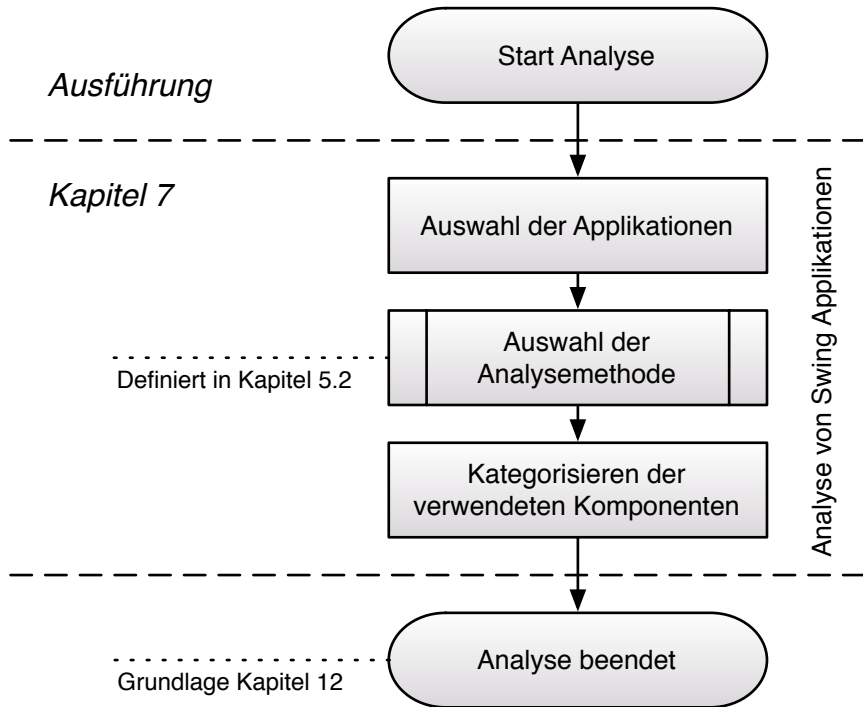 Start Analyse
Ausführung
Kapitel 7
Auswahl der Applikationen
Auswahl der
Analysemethode
Definiert in Kapitel 5.2
Kategorisieren der
verwendeten Komponenten
Analyse von Swing Applikationen
Analyse beendet
Grundlage Kapitel 12